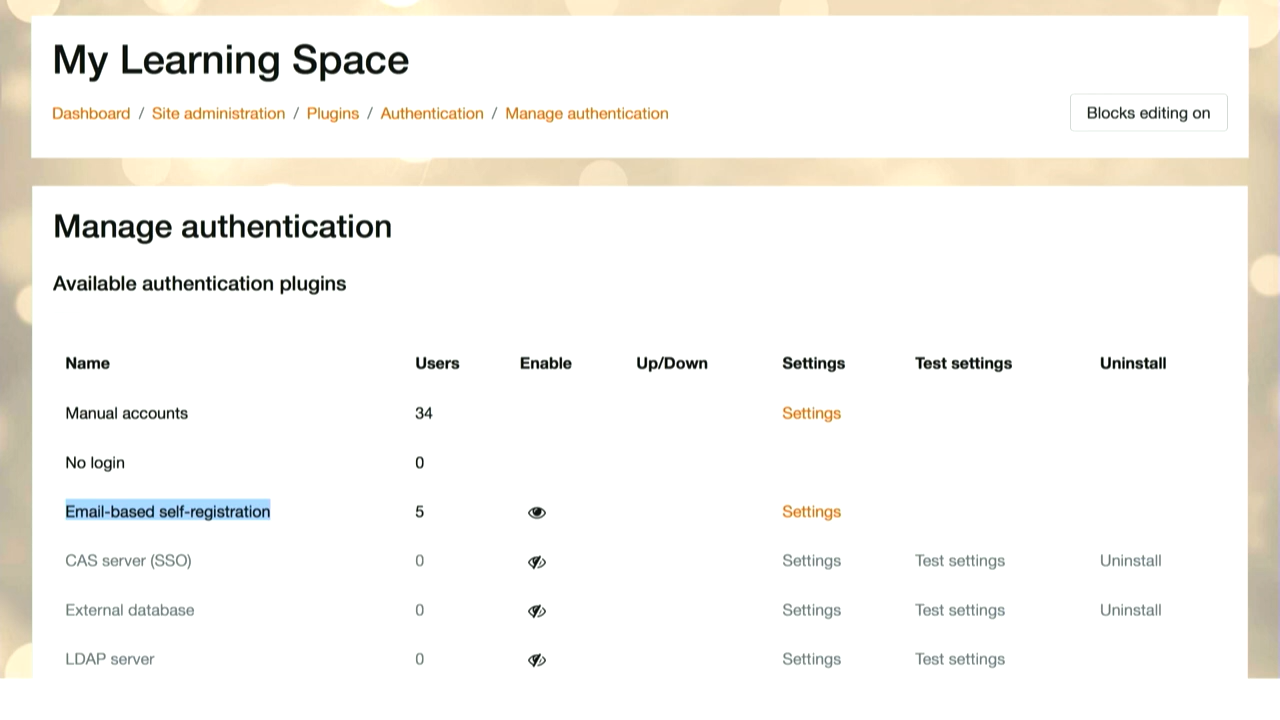 My Learning Space
Dashboard / Site administration / Plugins / Authentication / Manage authentication
Blocks editing on
Manage authentication
Available authentication plugins
Name Users Enable Up/Down Settings Test settings Uninstall
Manual accounts 34 Settings
No login 0
Email-based self-registration 5 Settings
CAS server (SSO) 0 Settings Test settings Uninstall
External database 0 Settings Test settings Uninstall
LDAP server 0 Settings Test settings